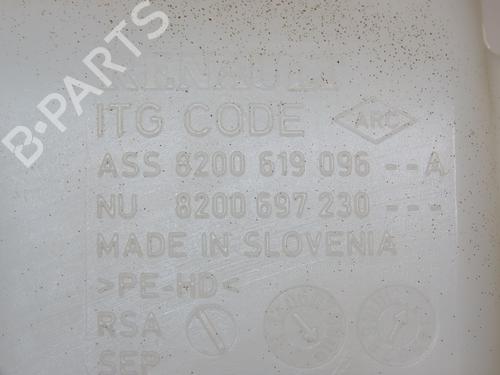 B-PARTS
RENAULT
ITG CODE ARC
ASS 8200 619 096 --A
NU 8200 697 230 ---
MADE IN SLOVENIA
>PE-HD<
RSA
SEP